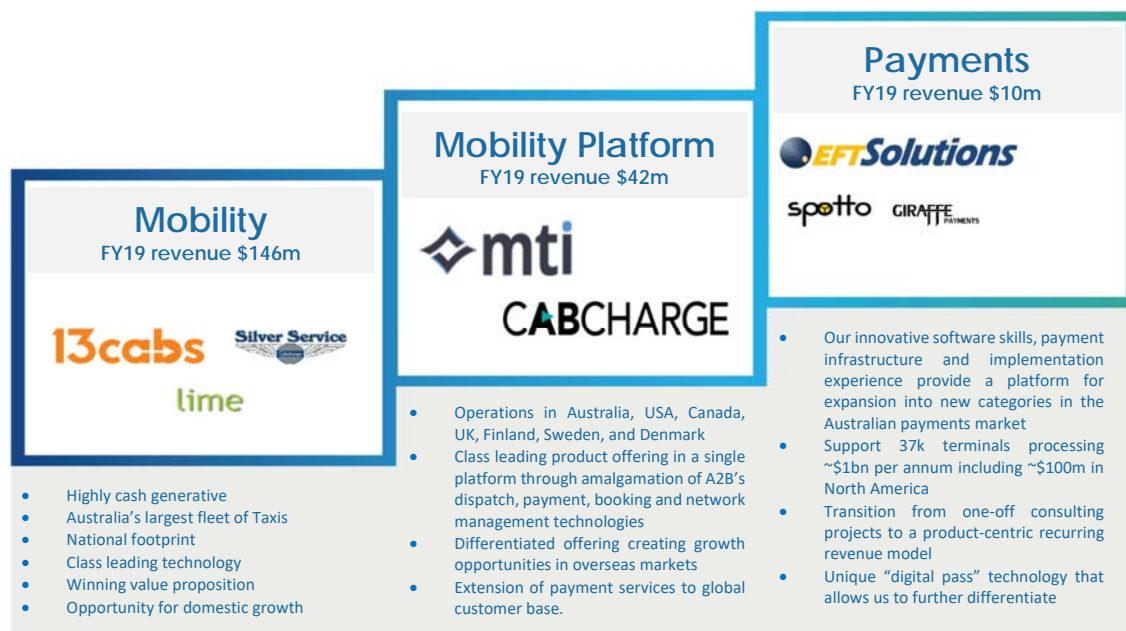 Mobility
FY19 revenue $146m
13cabs
Silver Service
lime
• Highly cash generative
• Australia's largest fleet of Taxis
• National footprint
• Class leading technology
• Winning value proposition
• Opportunity for domestic growth
Mobility Platform
FY19 revenue $42m
mti
CABCHARGE
• Operations in Australia, USA, Canada,
UK, Finland, Sweden, and Denmark
• Class leading product offering in a single
platform through amalgamation of A2B's
dispatch, payment, booking and network
management technologies
• Differentiated offering creating growth
opportunities in overseas markets
• Extension of payment services to global
customer base.
Payments
FY19 revenue $10m
EFTSolutions
spotto
GIRAFFE
PAYMENTS
• Our innovative software skills, payment
infrastructure and implementation
experience provide a platform for
expansion into new categories in the
Australian payments market
• Support 37k terminals processing
~$1bn per annum including ~$100m in
North America
• Transition from one-off consulting
projects to a product-centric recurring
revenue model
• Unique “digital pass” technology that
allows us to further differentiate